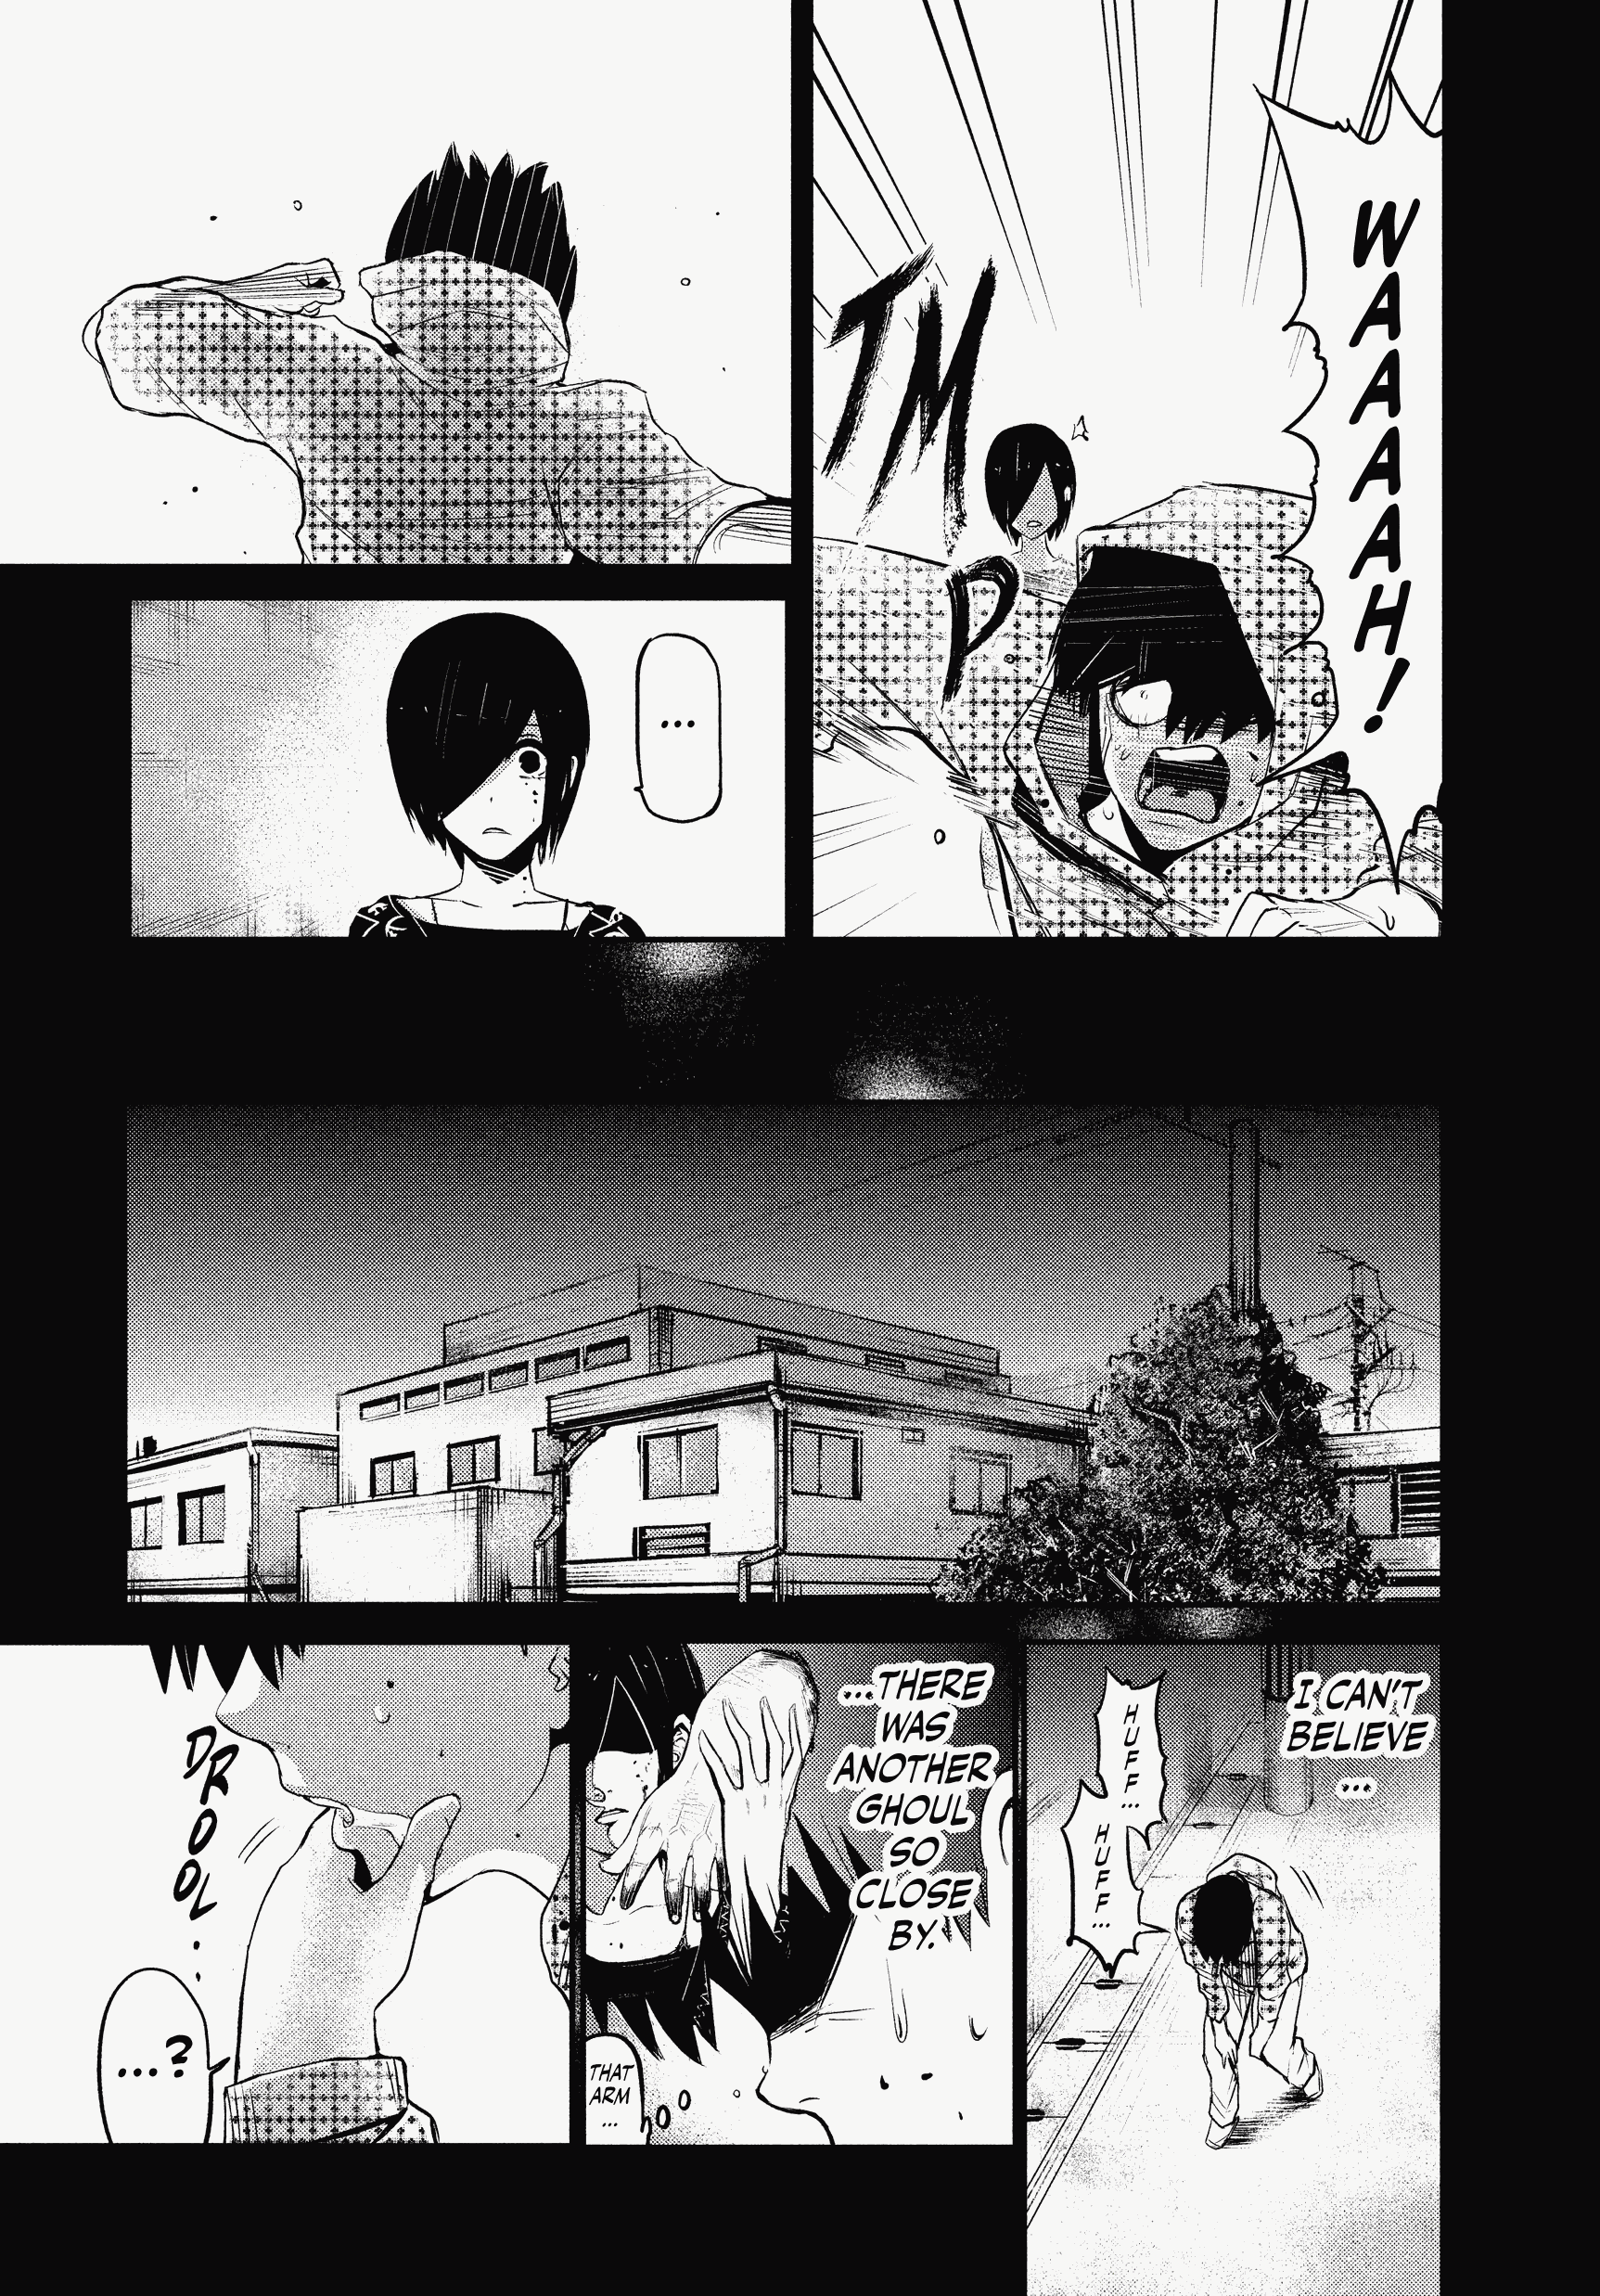 WAAAAAH!
TMP
...
I CAN'T
BELIEVE
...
HUFF...
HUFF...
...THERE
WAS
ANOTHER
GHOUL
SO
CLOSE
BY.
THAT
ARM
...
DROOL..
...?